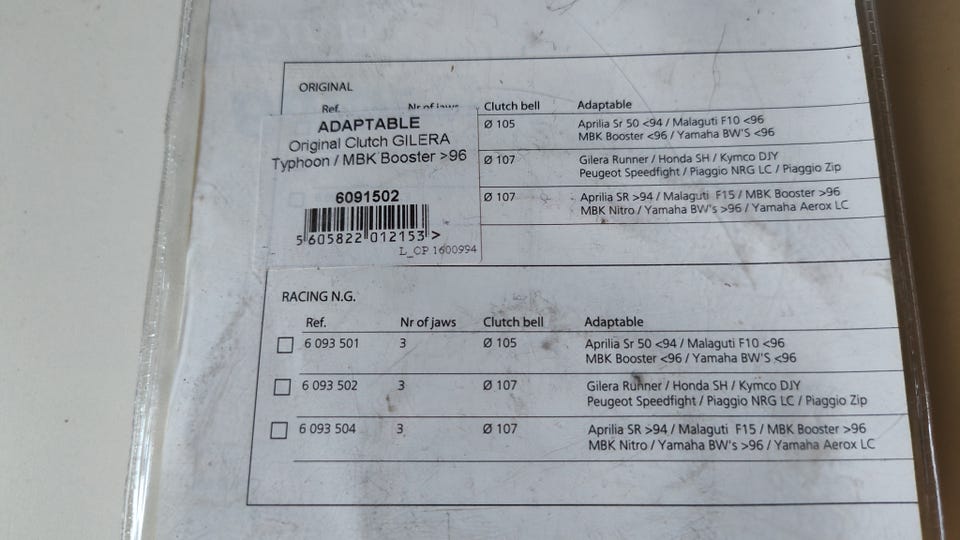 ORIGINAL
Ref. Nr of jaws Clutch bell Adaptable
ADAPTABLE
Original Clutch GILERA
Typhoon / MBK Booster >96
6091502
5 605822 012153 >
L_CP 1600994
Ø 105 Aprilia Sr 50 <94 / Malaguti F10 <96
MBK Booster <96 / Yamaha BW'S <96
Ø 107 Gilera Runner / Honda SH / Kymco DJY
Peugeot Speedfight / Piaggio NRG LC / Piaggio Zip
Ø 107 Aprilia SR >94 / Malaguti F15 / MBK Booster >96
MBK Nitro / Yamaha BW's >96 / Yamaha Aerox LC
RACING N.G.
Ref. Nr of jaws Clutch bell Adaptable
6 093 501 3 Ø 105 Aprilia Sr 50 <94 / Malaguti F10 <96
MBK Booster <96 / Yamaha BW'S <96
6 093 502 3 Ø 107 Gilera Runner / Honda SH / Kymco DJY
Peugeot Speedfight / Piaggio NRG LC / Piaggio Zip
6 093 504 3 Ø 107 Aprilia SR >94 / Malaguti F15 / MBK Booster >96
MBK Nitro / Yamaha BW's >96 / Yamaha Aerox LC